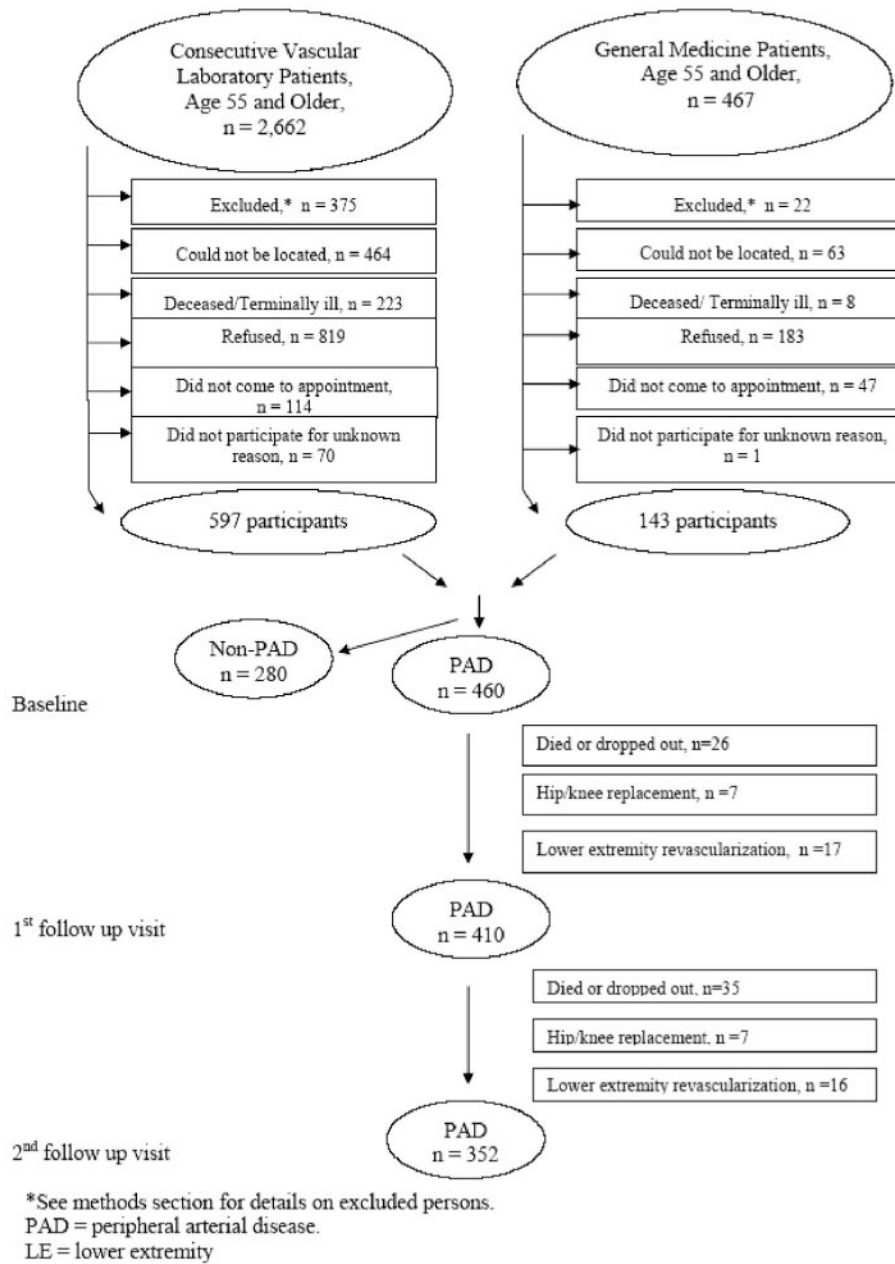 Consecutive Vascular
Laboratory Patients,
Age 55 and Older,
n = 2,662
Excluded,* n = 375
Could not be located, n = 464
Deceased/Terminally ill, n = 223
Refused, n = 819
Did not come to appointment,
n = 114
Did not participate for unknown
reason, n = 70
597 participants
General Medicine Patients,
Age 55 and Older,
n = 467
Excluded,* n = 22
Could not be located, n = 63
Deceased/ Terminally ill, n = 8
Refused, n = 183
Did not come to appointment, n = 47
Did not participate for unknown reason,
n = 1
143 participants
Non-PAD
n = 280
PAD
n = 460
Baseline
Died or dropped out, n=26
Hip/knee replacement, n =7
Lower extremity revascularization, n =17
PAD
n = 410
1st follow up visit
Died or dropped out, n=35
Hip/knee replacement, n =7
Lower extremity revascularization, n =16
PAD
n = 352
2nd follow up visit
*See methods section for details on excluded persons.
PAD = peripheral arterial disease.
LE = lower extremity